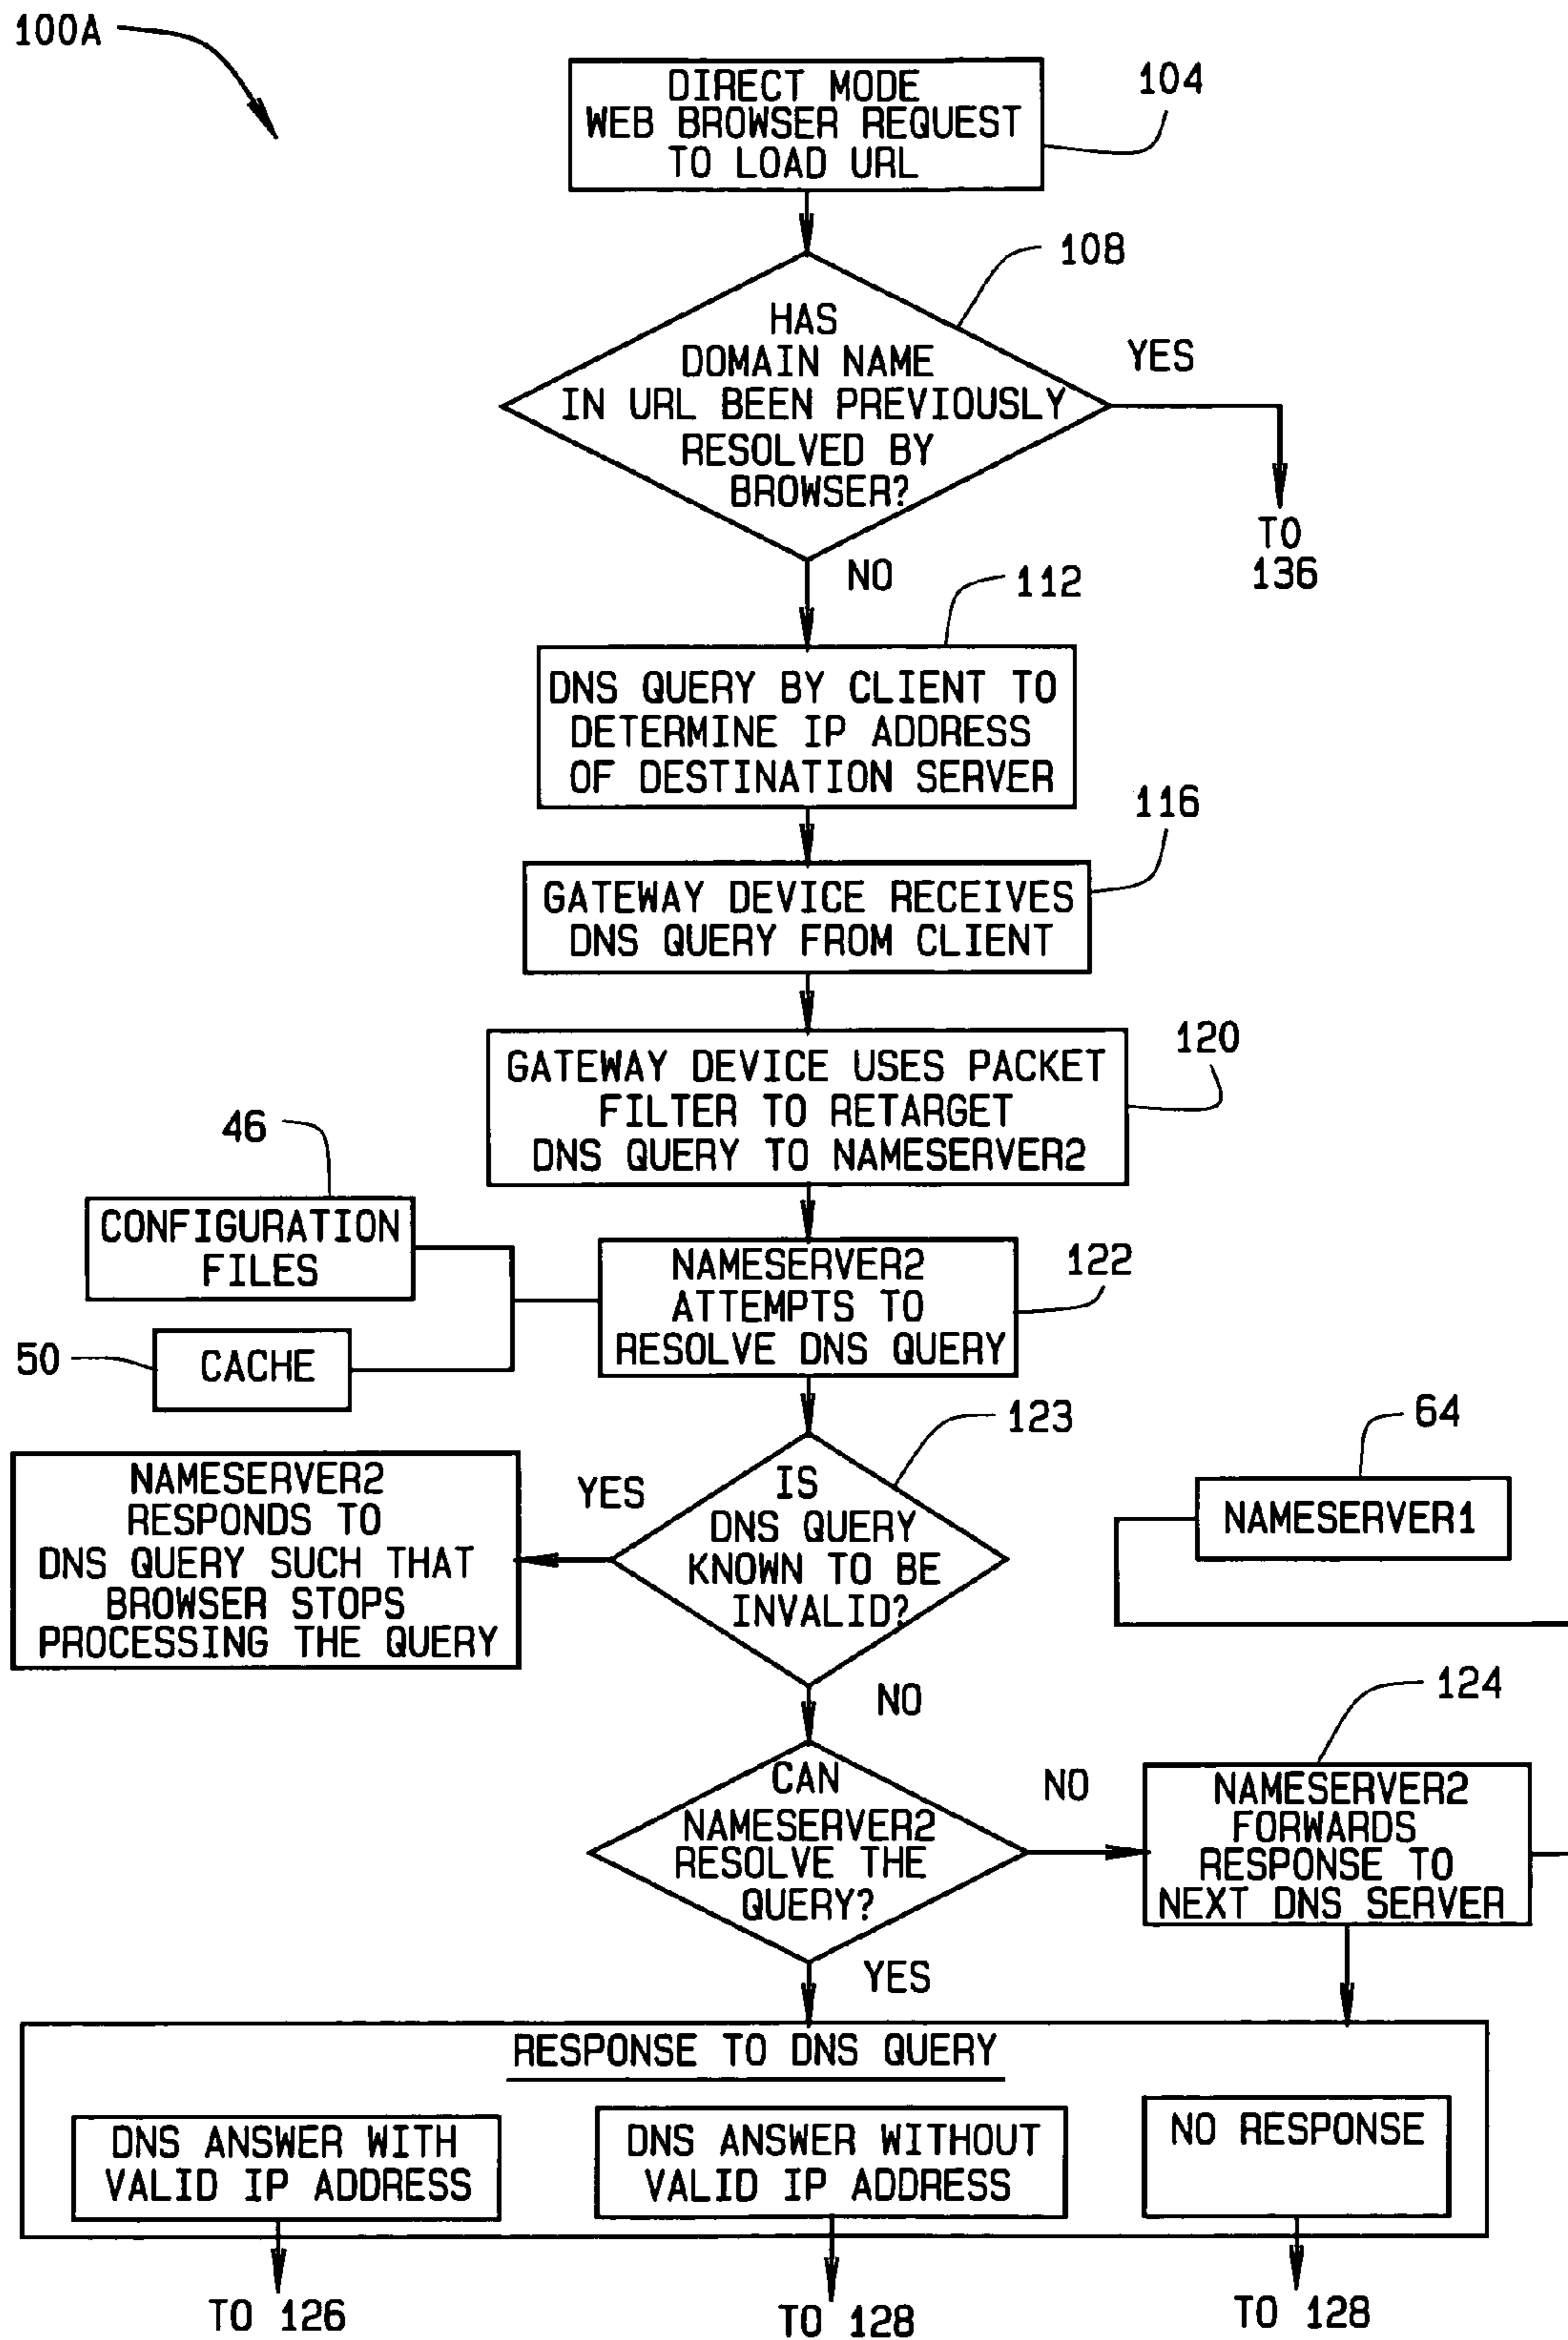 100A
DIRECT MODE
WEB BROWSER REQUEST
TO LOAD URL
104
108
HAS
DOMAIN NAME
IN URL BEEN PREVIOUSLY
RESOLVED BY
BROWSER?
YES
TO
136
NO
112
DNS QUERY BY CLIENT TO
DETERMINE IP ADDRESS
OF DESTINATION SERVER
116
GATEWAY DEVICE RECEIVES
DNS QUERY FROM CLIENT
120
GATEWAY DEVICE USES PACKET
FILTER TO RETARGET
DNS QUERY TO NAMESERVER2
46
CONFIGURATION
FILES
50
CACHE
NAMESERVER2
ATTEMPTS TO
RESOLVE DNS QUERY
122
123
IS
DNS QUERY
KNOWN TO BE
INVALID?
YES
NAMESERVER2
RESPONDS TO
DNS QUERY SUCH THAT
BROWSER STOPS
PROCESSING THE QUERY
64
NAMESERVER1
NO
CAN
NAMESERVER2
RESOLVE THE
QUERY?
NO
124
NAMESERVER2
FORWARDS
RESPONSE TO
NEXT DNS SERVER
YES
RESPONSE TO DNS QUERY
DNS ANSWER WITH
VALID IP ADDRESS
DNS ANSWER WITHOUT
VALID IP ADDRESS
NO RESPONSE
TO 126
TO 128
TO 128